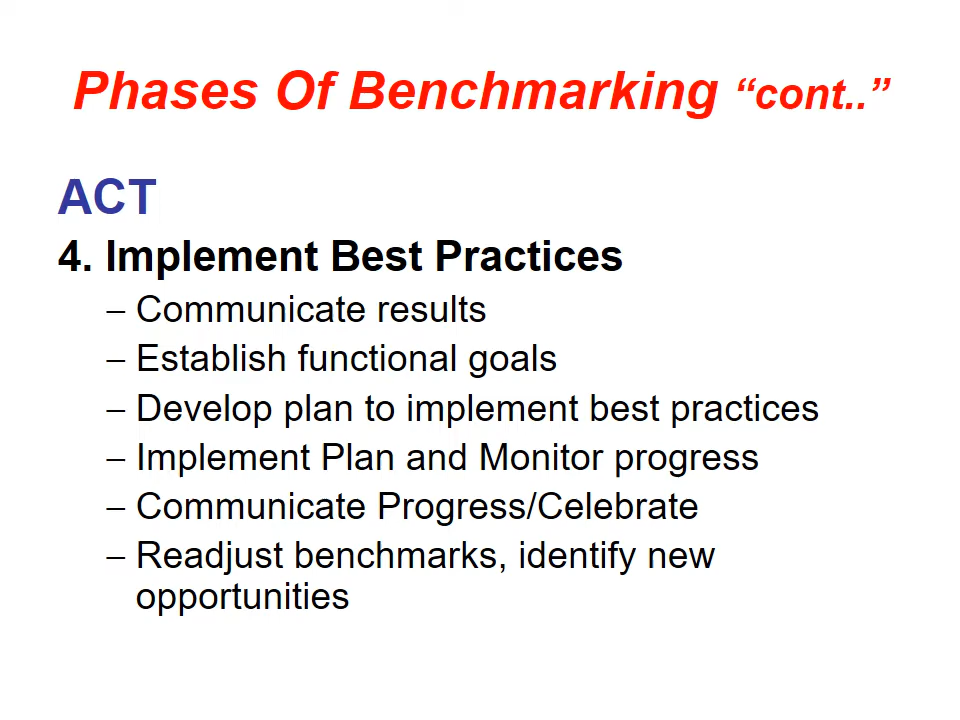 Phases Of Benchmarking “cont..”
ACT
4. Implement Best Practices
– Communicate results
– Establish functional goals
– Develop plan to implement best practices
– Implement Plan and Monitor progress
– Communicate Progress/Celebrate
– Readjust benchmarks, identify new
opportunities